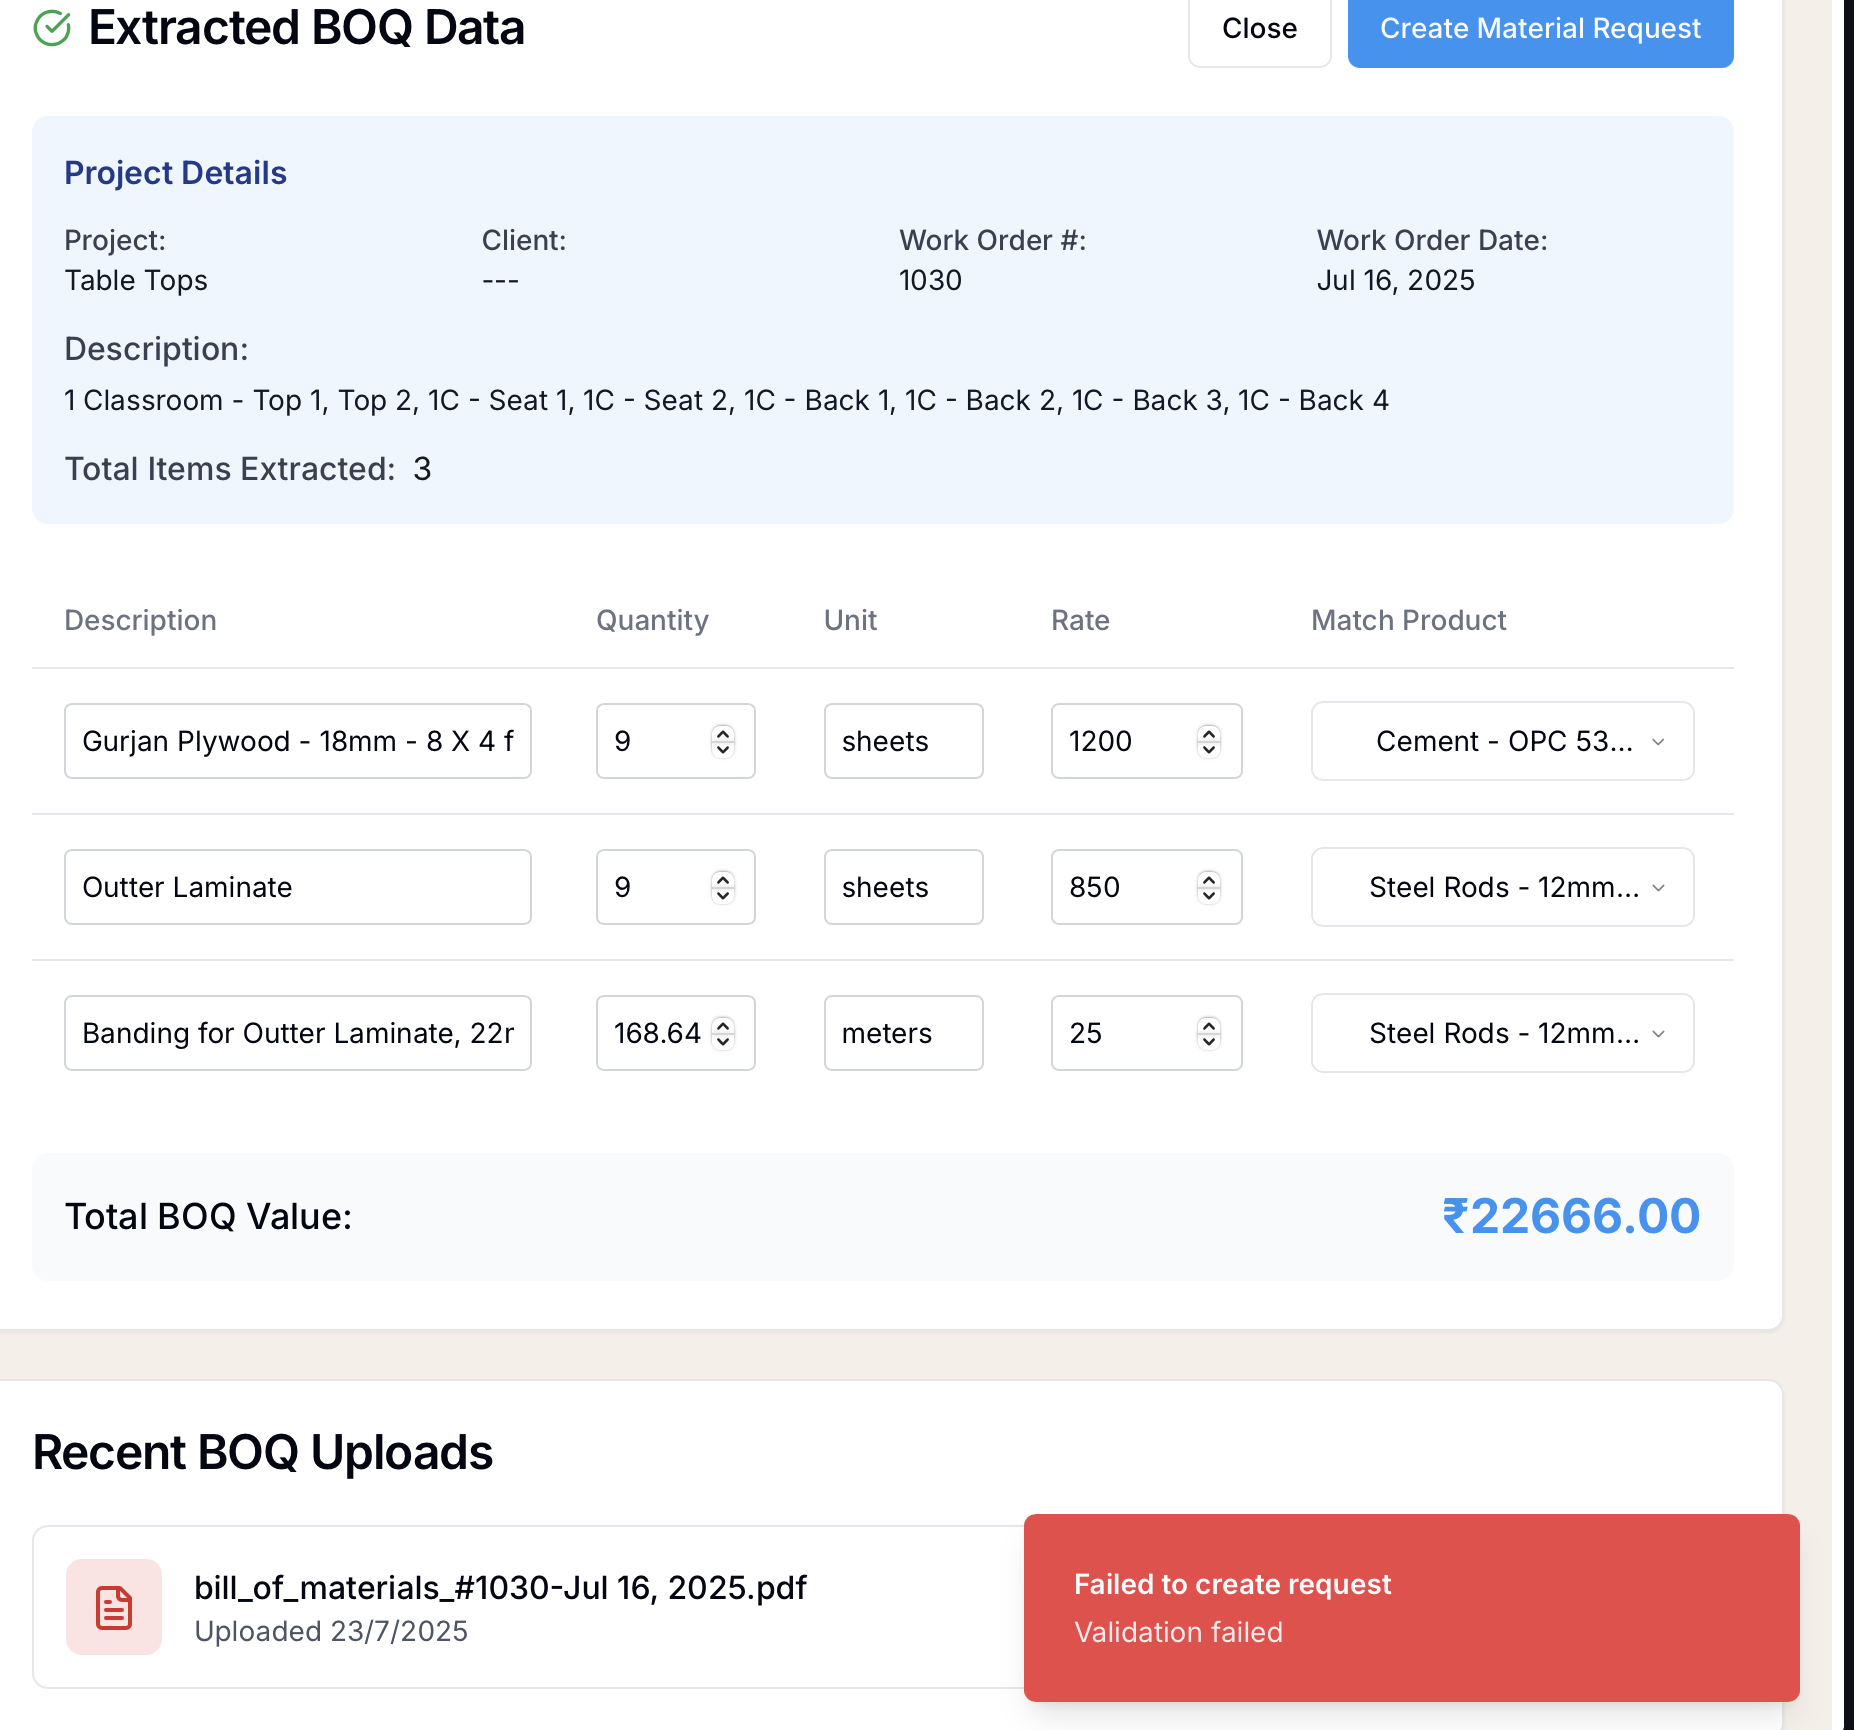 Extracted BOQ Data
Close
Create Material Request
Project Details
Project:
Client:
Work Order #:
Work Order Date:
Table Tops
---
1030
Jul 16, 2025
Description:
1 Classroom - Top 1, Top 2, 1C - Seat 1, 1C - Seat 2, 1C - Back 1, 1C - Back 2, 1C - Back 3, 1C - Back 4
Total Items Extracted: 3
Description Quantity Unit Rate Match Product
Gurjan Plywood - 18mm - 8 X 4 f 9 sheets 1200 Cement - OPC 53...
Outter Laminate 9 sheets 850 Steel Rods - 12mm...
Banding for Outter Laminate, 22r 168.64 meters 25 Steel Rods - 12mm...
Total BOQ Value: ₹22666.00
Recent BOQ Uploads
bill_of_materials_#1030-Jul 16, 2025.pdf
Uploaded 23/7/2025
Failed to create request
Validation failed